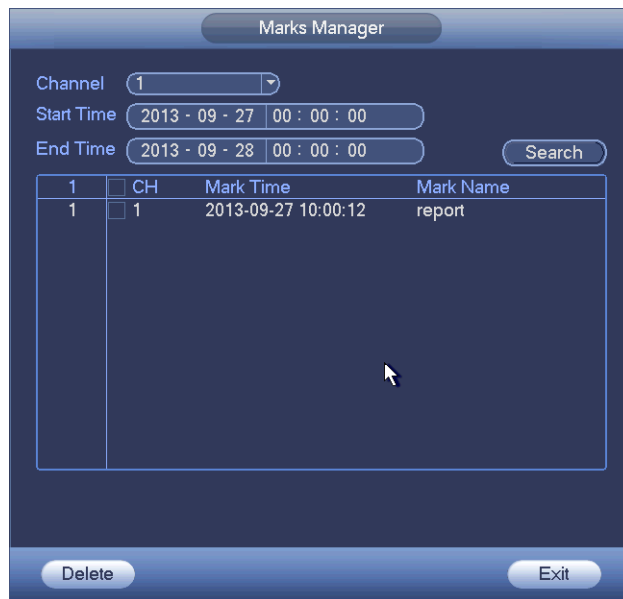 Marks Manager
Channel 1
Start Time 2013 - 09 - 27 00 : 00 : 00
End Time 2013 - 09 - 28 00 : 00 : 00 Search
1 CH Mark Time Mark Name
1 1 2013-09-27 10:00:12 report
Delete Exit